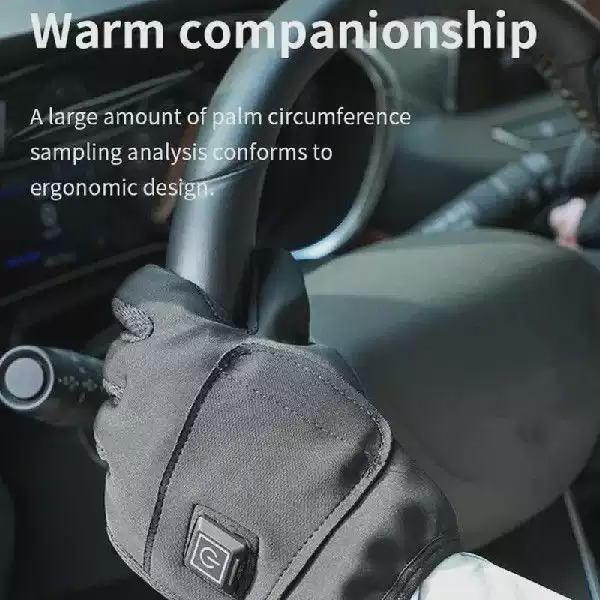 Warm companionship
A large amount of palm circumference
sampling analysis conforms to
ergonomic design.